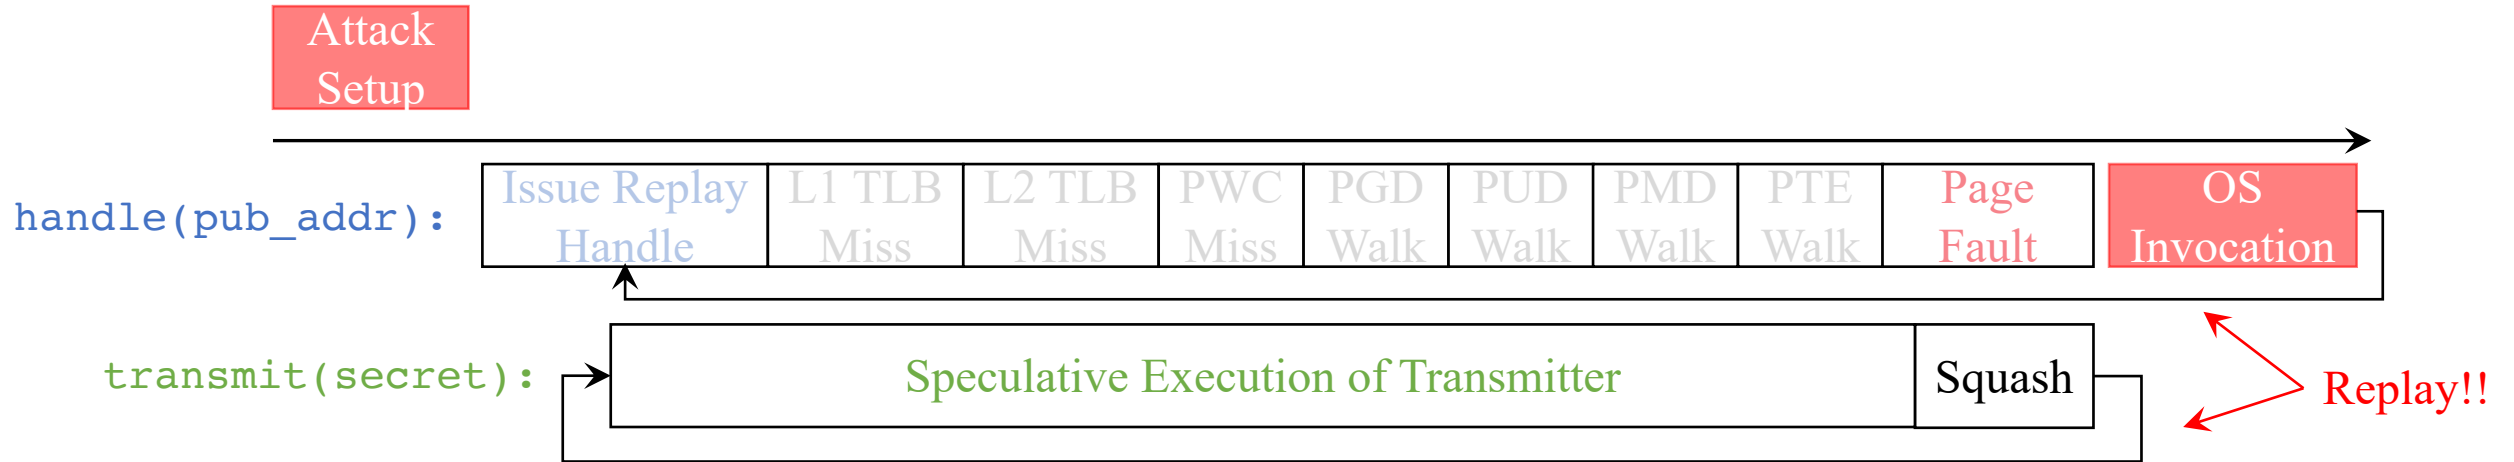 Attack
Setup
handle(pub_addr):
Issue Replay
Handle
L1 TLB
Miss
L2 TLB
Miss
PWC
Miss
PGD
Walk
PUD
Walk
PMD
Walk
PTE
Walk
Page
Fault
OS
Invocation
transmit(secret):
Speculative Execution of Transmitter
Squash
Replay!!